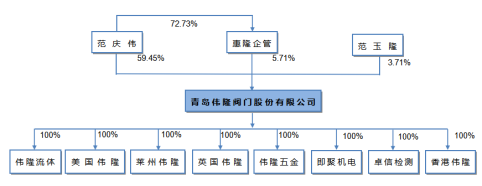 72.73%
范 庆 伟
惠隆企管
范 玉 隆
59.45%
5.71%
3.71%
青岛伟隆阀门股份有限公司
100% 100% 100% 100% 100% 100% 100% 100%
伟隆流体 美国伟隆 莱州伟隆 英国伟隆 伟隆五金 即聚机电 卓信检测 香港伟隆